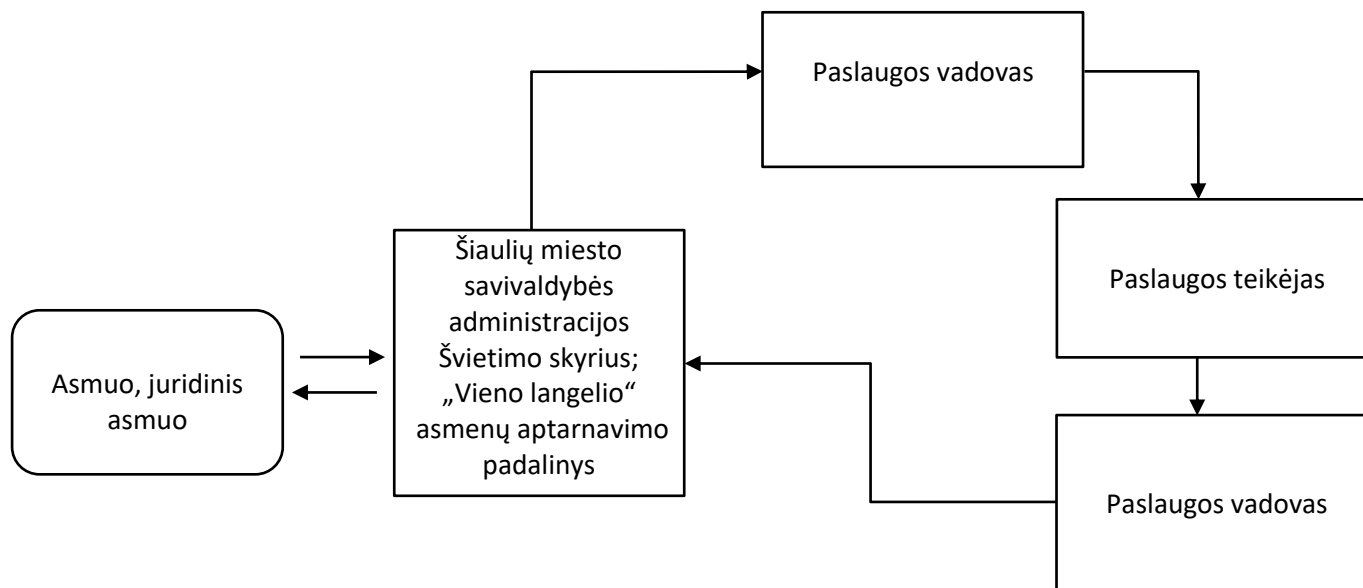 Paslaugos vadovas
Paslaugos teikėjas
Šiaulių miesto
savivaldybės
administracijos
Švietimo skyrius;
„Vieno langelio“
asmenų aptarnavimo
padalinys
Asmuo, juridinis
asmuo
Paslaugos vadovas